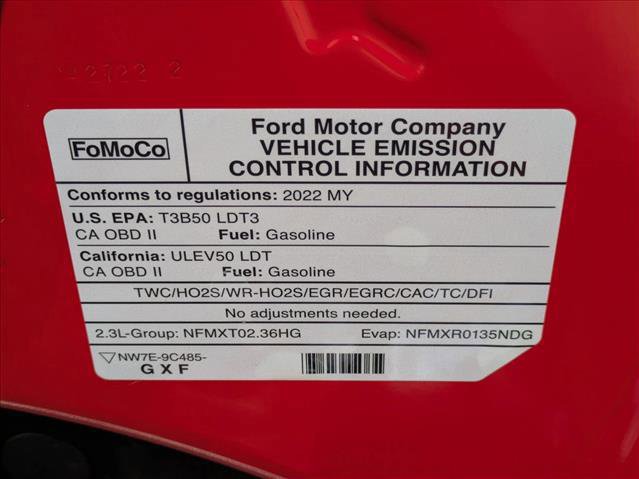 FoMoCo
Ford Motor Company
VEHICLE EMISSION
CONTROL INFORMATION
Conforms to regulations: 2022 MY
U.S. EPA: T3B50 LDT3
CA OBD II Fuel: Gasoline
California: ULEV50 LDT
CA OBD II Fuel: Gasoline
TWC/HO2S/WR-HO2S/EGR/EGRC/CAC/TC/DFI
No adjustments needed.
2.3L-Group: NFMXT02.36HG Evap: NFMXR0135NDG
NW7E-9C485-
G X F